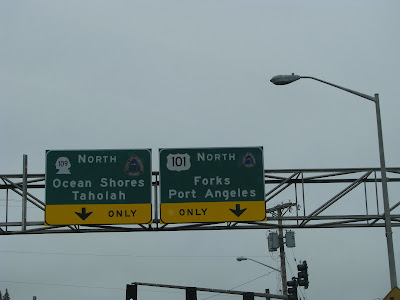 109 NORTH
Ocean Shores
Taholah
ONLY
101 NORTH
Forks
Port Angeles
ONLY